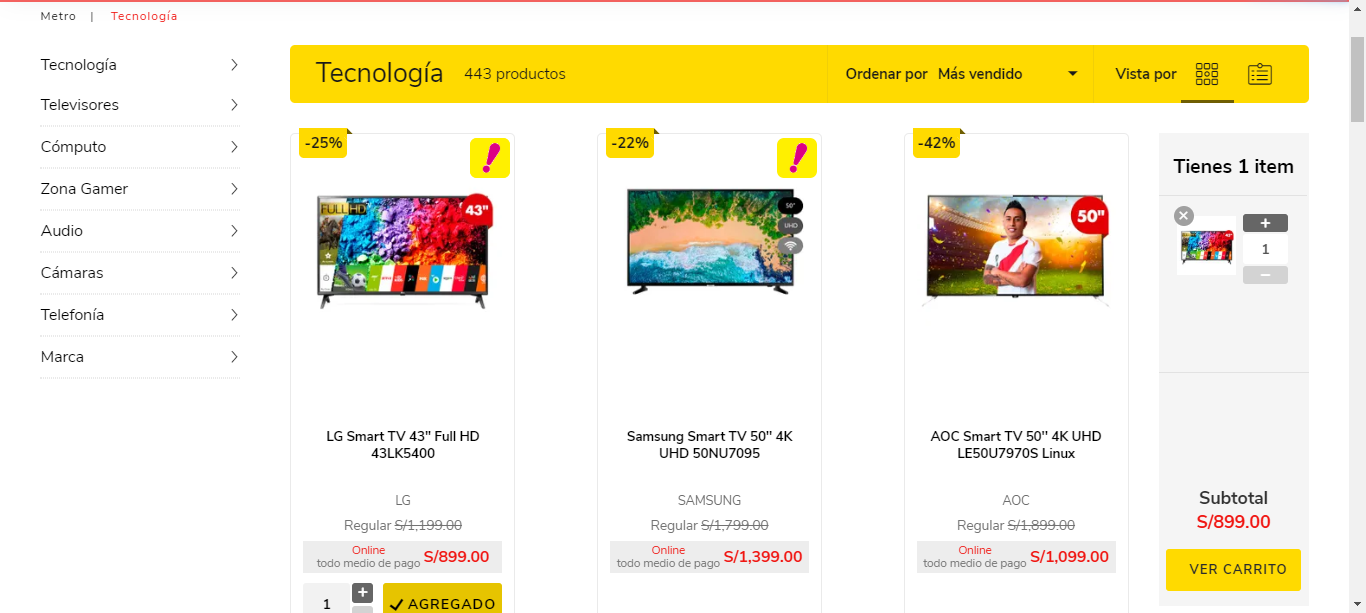 Metro | Tecnología
Tecnología
Televisores
Cómputo
Zona Gamer
Audio
Cámaras
Telefonía
Marca
Tecnología 443 productos
Ordenar por Más vendido
Vista por
-25%
FULL HD
43"
LG Smart TV 43" Full HD
43LK5400
LG
Regular S/1,199.00
Online
todo medio de pago S/899.00
1 +
AGREGADO
-22%
50"
UHD
Samsung Smart TV 50'' 4K
UHD 50NU7095
SAMSUNG
Regular S/1,799.00
Online
todo medio de pago S/1,399.00
-42%
50"
AOC Smart TV 50'' 4K UHD
LE50U7970S Linux
AOC
Regular S/1,899.00
Online
todo medio de pago S/1,099.00
Tienes 1 item
+
1
−
Subtotal
S/899.00
VER CARRITO